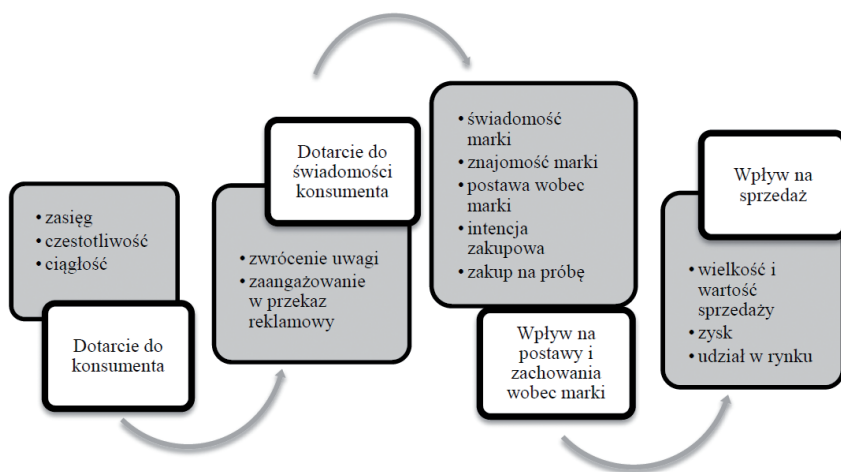 • zasięg
• czestotliwość
• ciągłość
Dotarcie do
konsumenta
Dotarcie do
świadomości
konsumenta
• zwrócenie uwagi
• zaangażowanie
w przekaz
reklamowy
• świadomość
marki
• znajomość marki
• postawa wobec
marki
• intencja
zakupowa
• zakup na próbę
Wpływ na
postawy i
zachowania
wobec marki
Wpływ na
sprzedaż
• wielkość i
wartość
sprzedaży
• zysk
• udział w rynku